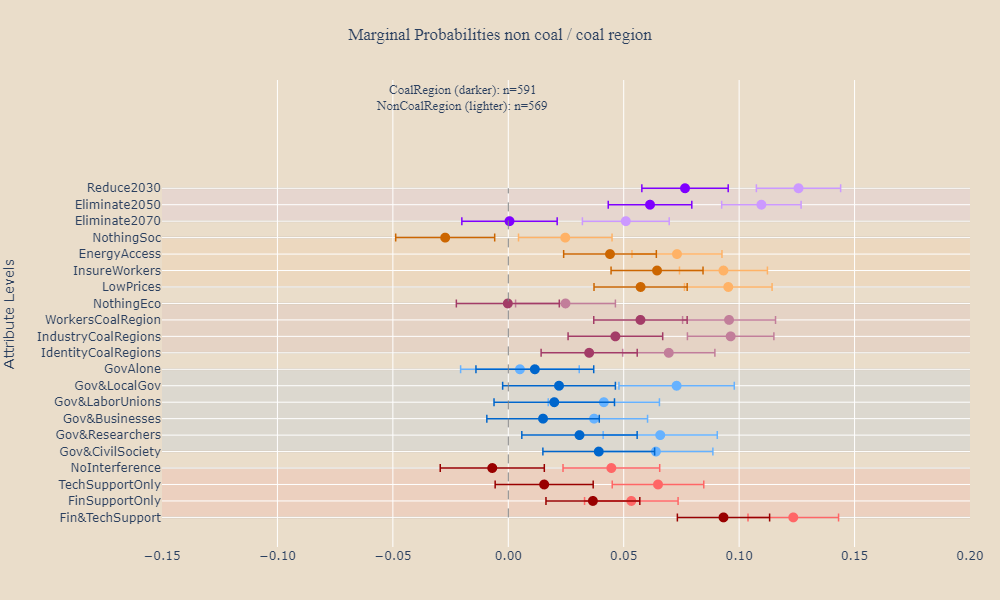 Marginal Probabilities non coal / coal region
CoalRegion (darker): n=591
NonCoalRegion (lighter): n=569
Attribute Levels
Reduce2030
Eliminate2050
Eliminate2070
NothingSoc
EnergyAccess
InsureWorkers
LowPrices
NothingEco
WorkersCoalRegion
IndustryCoalRegions
IdentityCoalRegions
GovAlone
Gov&LocalGov
Gov&LaborUnions
Gov&Businesses
Gov&Researchers
Gov&CivilSociety
NoInterference
TechSupportOnly
FinSupportOnly
Fin&TechSupport
−0.15 −0.10 −0.05 0.00 0.05 0.10 0.15 0.20